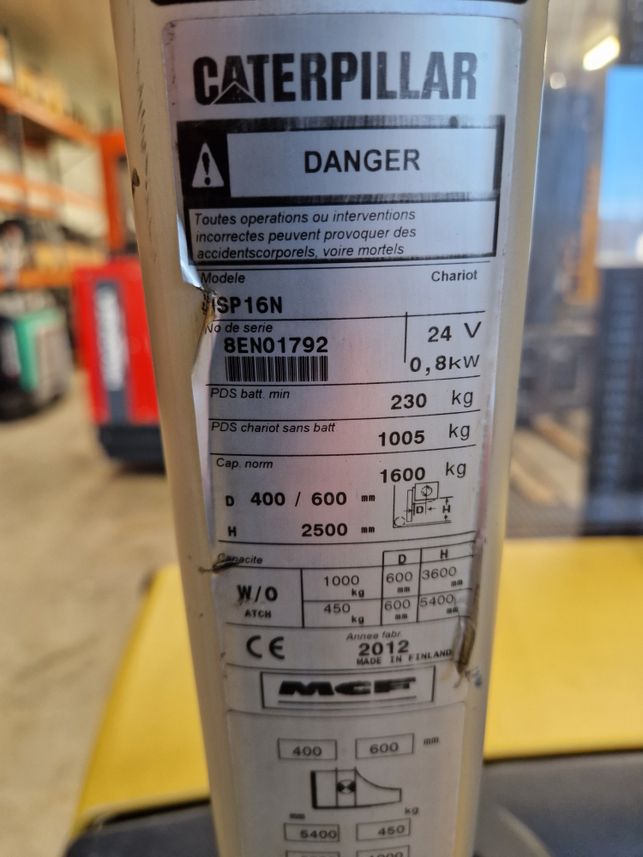 CATERPILLAR
DANGER
Toutes operations ou interventions
incorrectes peuvent provoquer des
accidentscorporels, voire mortels
Modele Chariot
SP16N
No de serie
8EN01792
24 V
0,8kW
PDS batt. min 230 kg
PDS chariot sans batt 1005 kg
Cap. norm 1600 kg
D 400 / 600 mm
H 2500 mm
D
H
Capacite D H
W/O 1000 kg 600 mm 3600 mm
ATCH 450 kg 600 mm 5400 mm
CE
Annee fabr.
2012
MADE IN FINLAND
MCF
400 600 mm
mm kg
5400 450